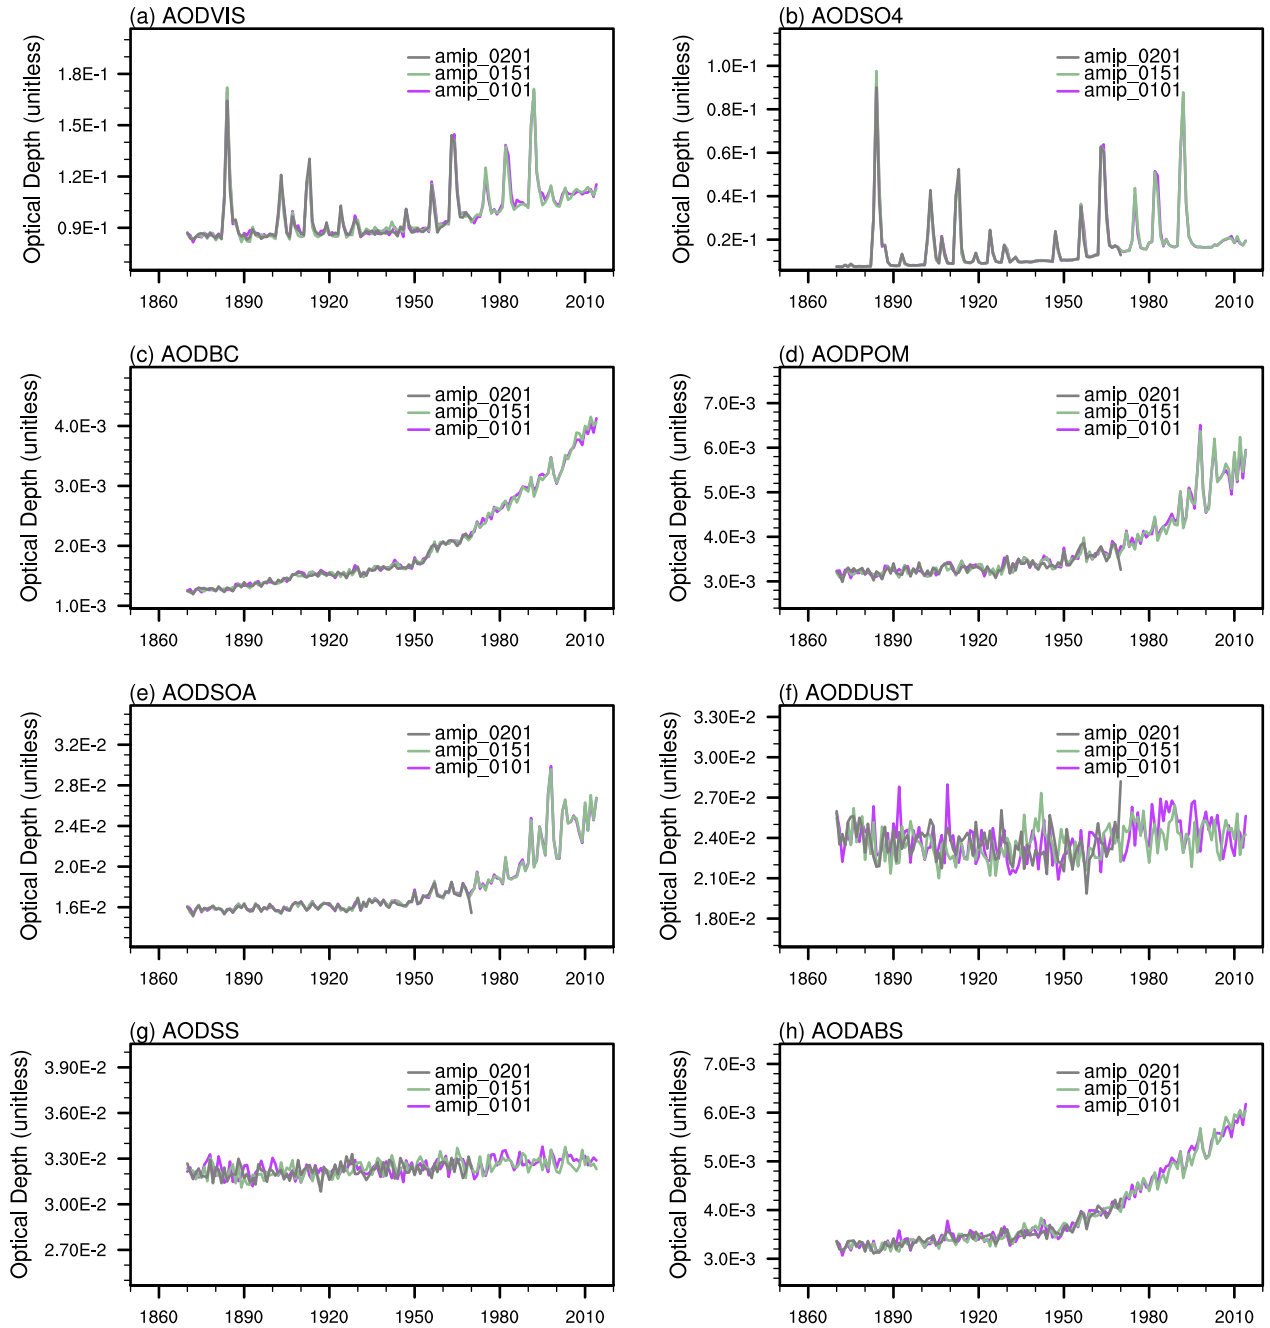 (a) AODVIS
Optical Depth (unitless)
1.8E-1
1.5E-1
1.2E-1
0.9E-1
amip_0201
amip_0151
amip_0101
1860 1890 1920 1950 1980 2010
(b) AODSO4
Optical Depth (unitless)
1.0E-1
0.8E-1
0.6E-1
0.4E-1
0.2E-1
amip_0201
amip_0151
amip_0101
1860 1890 1920 1950 1980 2010
(c) AODBC
Optical Depth (unitless)
4.0E-3
3.0E-3
2.0E-3
1.0E-3
amip_0201
amip_0151
amip_0101
1860 1890 1920 1950 1980 2010
(d) AODPOM
Optical Depth (unitless)
7.0E-3
6.0E-3
5.0E-3
4.0E-3
3.0E-3
amip_0201
amip_0151
amip_0101
1860 1890 1920 1950 1980 2010
(e) AODSOA
Optical Depth (unitless)
3.2E-2
2.8E-2
2.4E-2
2.0E-2
1.6E-2
amip_0201
amip_0151
amip_0101
1860 1890 1920 1950 1980 2010
(f) AODDUST
Optical Depth (unitless)
3.30E-2
3.00E-2
2.70E-2
2.40E-2
2.10E-2
1.80E-2
amip_0201
amip_0151
amip_0101
1860 1890 1920 1950 1980 2010
(g) AODSS
Optical Depth (unitless)
3.90E-2
3.60E-2
3.30E-2
3.00E-2
2.70E-2
amip_0201
amip_0151
amip_0101
1860 1890 1920 1950 1980 2010
(h) AODABS
Optical Depth (unitless)
7.0E-3
6.0E-3
5.0E-3
4.0E-3
3.0E-3
amip_0201
amip_0151
amip_0101
1860 1890 1920 1950 1980 2010